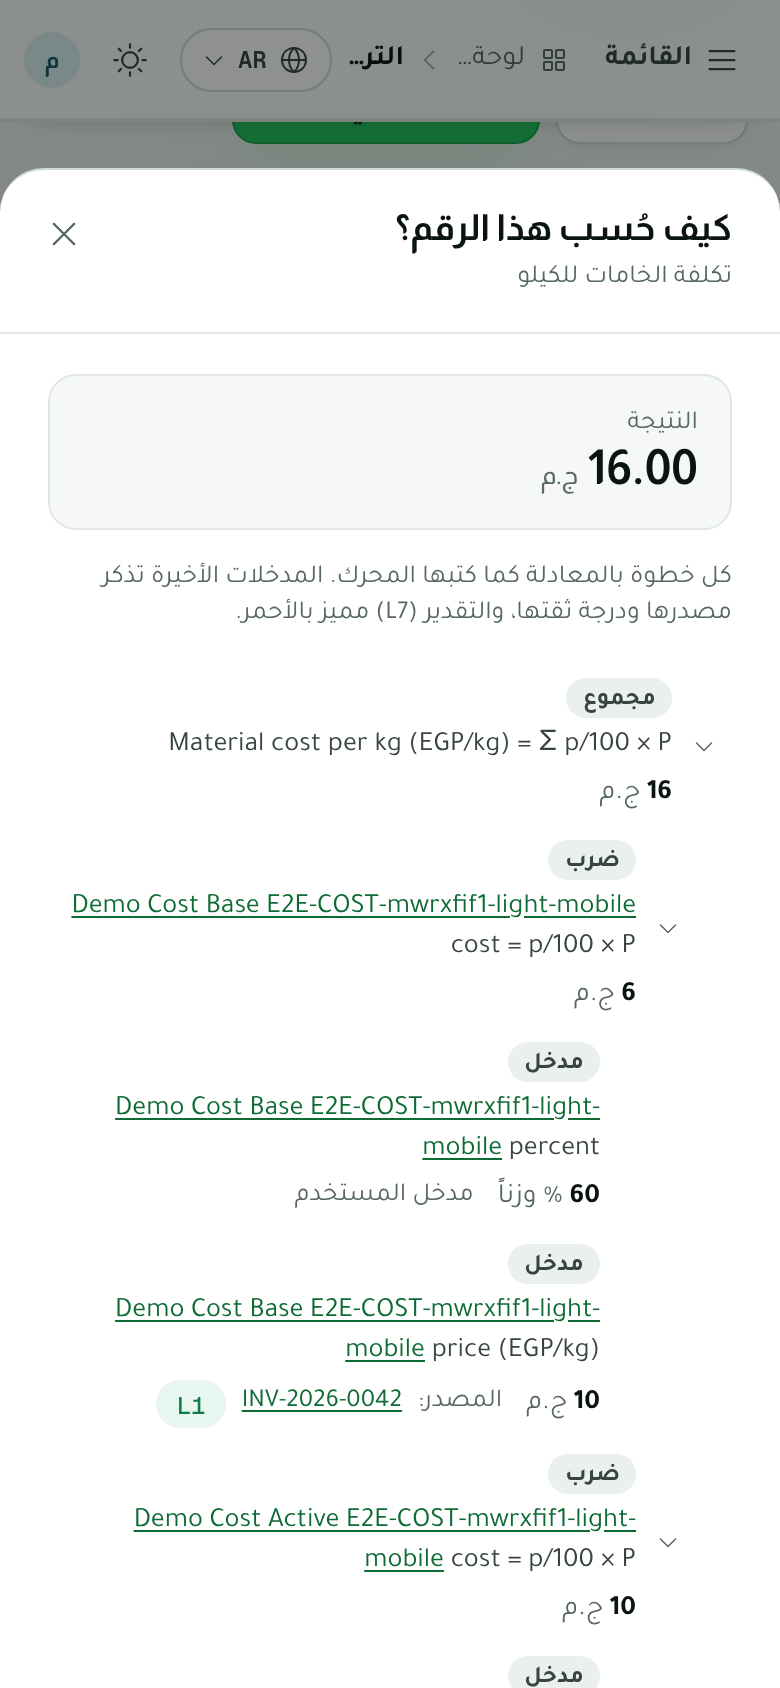 القائمة
لوحة...
التر...
AR
م
كيف حُسب هذا الرقم؟
تكلفة الخامات للكيلو
النتيجة
16.00 ج.م
كل خطوة بالمعادلة كما كتبها المحرك. المدخلات الأخيرة تذكر
مصدرها ودرجة ثقتها، والتقدير (L7) مميز بالأحمر.
مجموع
Material cost per kg (EGP/kg) = Σ p/100 × P
16 ج.م
ضرب
Demo Cost Base E2E-COST-mwrxfif1-light-mobile
cost = p/100 × P
6 ج.م
مدخل
Demo Cost Base E2E-COST-mwrxfif1-light-
mobile percent
60 % وزناً مدخل المستخدم
مدخل
Demo Cost Base E2E-COST-mwrxfif1-light-
mobile price (EGP/kg)
10 ج.م المصدر: INV-2026-0042 L1
ضرب
Demo Cost Active E2E-COST-mwrxfif1-light-
mobile cost = p/100 × P
10 ج.م
مدخل